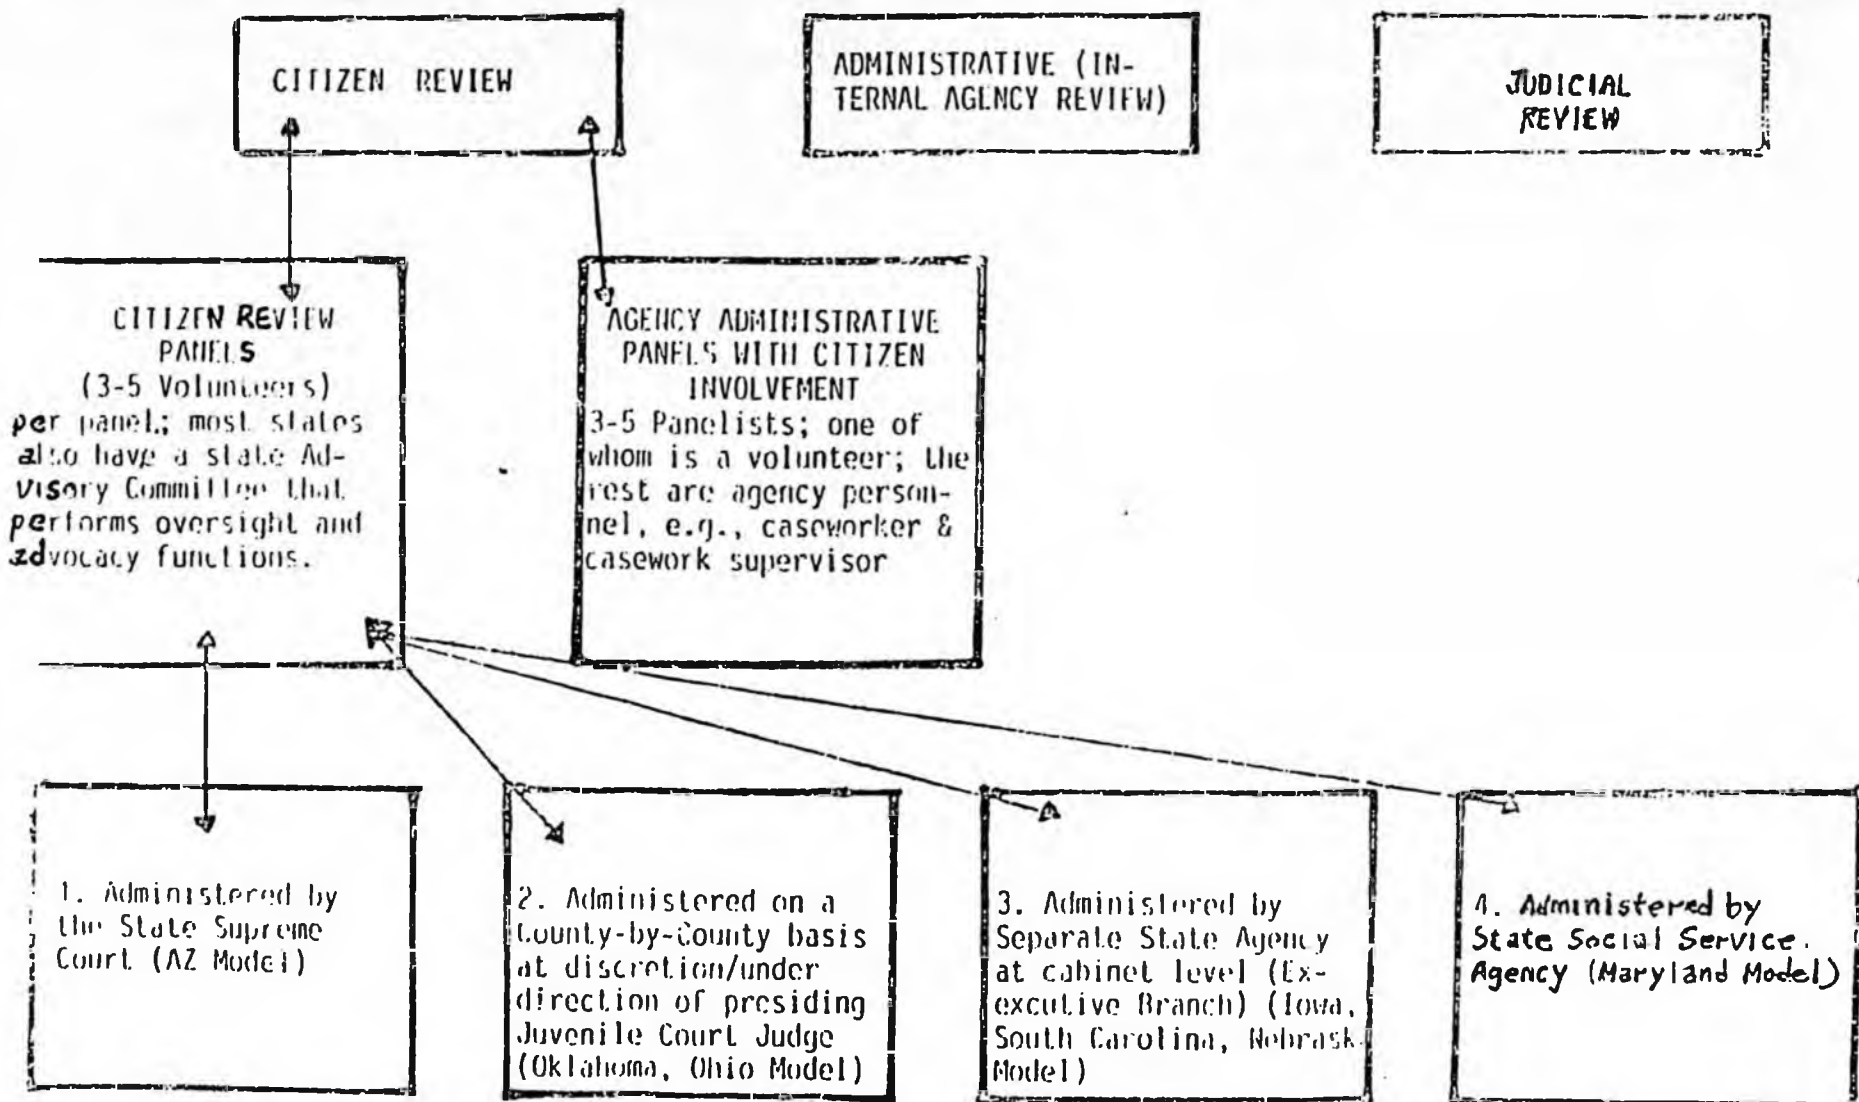 CITIZEN REVIEW
ADMINISTRATIVE (IN-
TERNAL AGENCY REVIEW)
JUDICIAL
REVIEW
CITIZEN REVIEW
PANELS
(3-5 Volunteers)
per panel; most states
also have a state Ad-
visory Committee that
performs oversight and
advocacy functions.
AGENCY ADMINISTRATIVE
PANELS WITH CITIZEN
INVOLVEMENT
3-5 Panelists; one of
whom is a volunteer; the
rest are agency person-
nel, e.g., caseworker &
casework supervisor
1. Administered by
the State Supreme
Court (AZ Model)
2. Administered on a
County-by-County basis
at discretion/under
direction of presiding
Juvenile Court Judge
(Oklahoma, Ohio Model)
3. Administered by
Separate State Agency
at cabinet level (Ex-
executive Branch) (Iowa,
South Carolina, Nebrask
Model)
4. Administered by
State Social Service
Agency (Maryland Model)